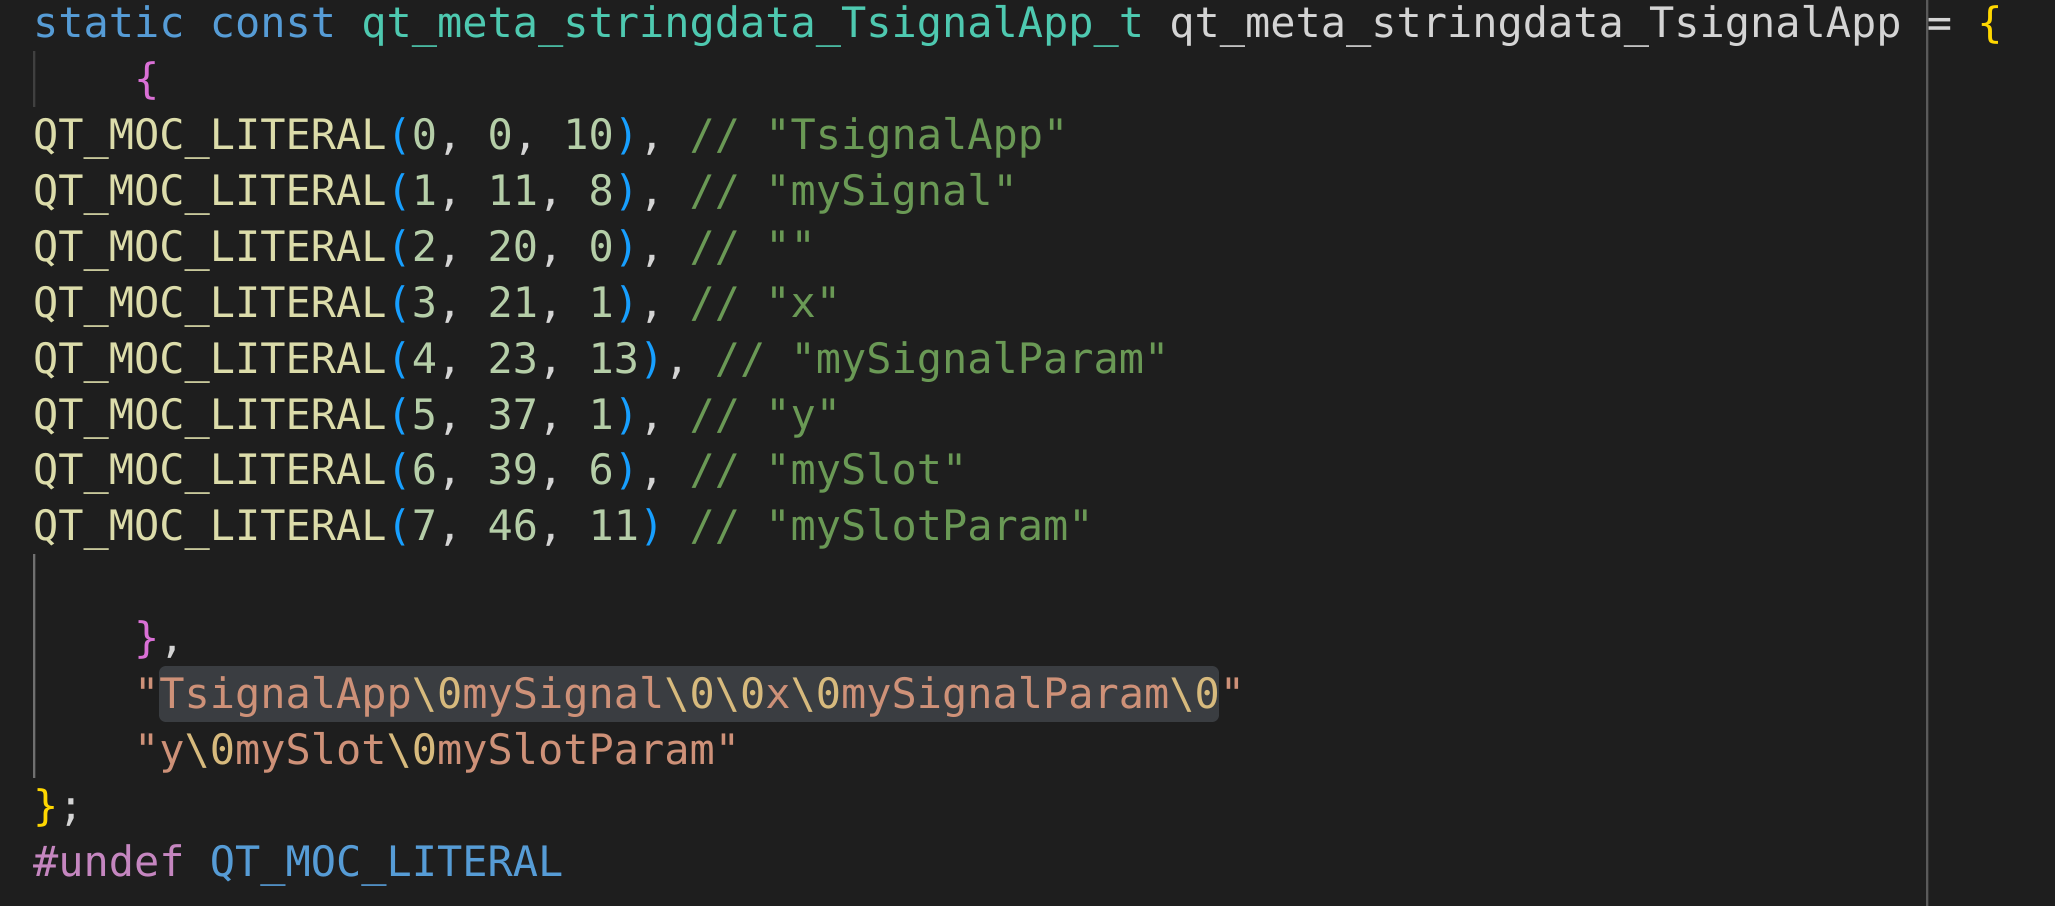 static const qt_meta_stringdata_TsignalApp_t qt_meta_stringdata_TsignalApp = {
    {
QT_MOC_LITERAL(0, 0, 10), // "TsignalApp"
QT_MOC_LITERAL(1, 11, 8), // "mySignal"
QT_MOC_LITERAL(2, 20, 0), // ""
QT_MOC_LITERAL(3, 21, 1), // "x"
QT_MOC_LITERAL(4, 23, 13), // "mySignalParam"
QT_MOC_LITERAL(5, 37, 1), // "y"
QT_MOC_LITERAL(6, 39, 6), // "mySlot"
QT_MOC_LITERAL(7, 46, 11) // "mySlotParam"
    },
    "TsignalApp\0mySignal\0\0x\0mySignalParam\0"
    "y\0mySlot\0mySlotParam"
};
#undef QT_MOC_LITERAL